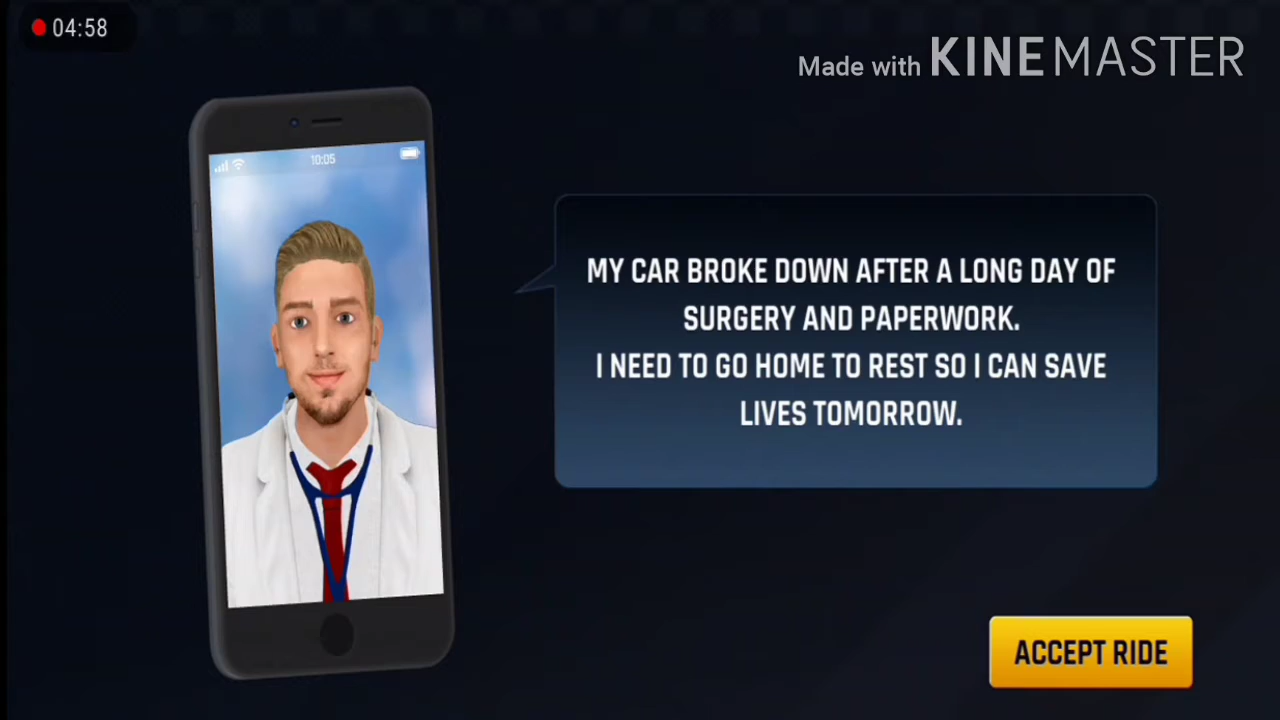 04:58
Made with KINEMASTER
10:05
MY CAR BROKE DOWN AFTER A LONG DAY OF
SURGERY AND PAPERWORK.
I NEED TO GO HOME TO REST SO I CAN SAVE
LIVES TOMORROW.
ACCEPT RIDE